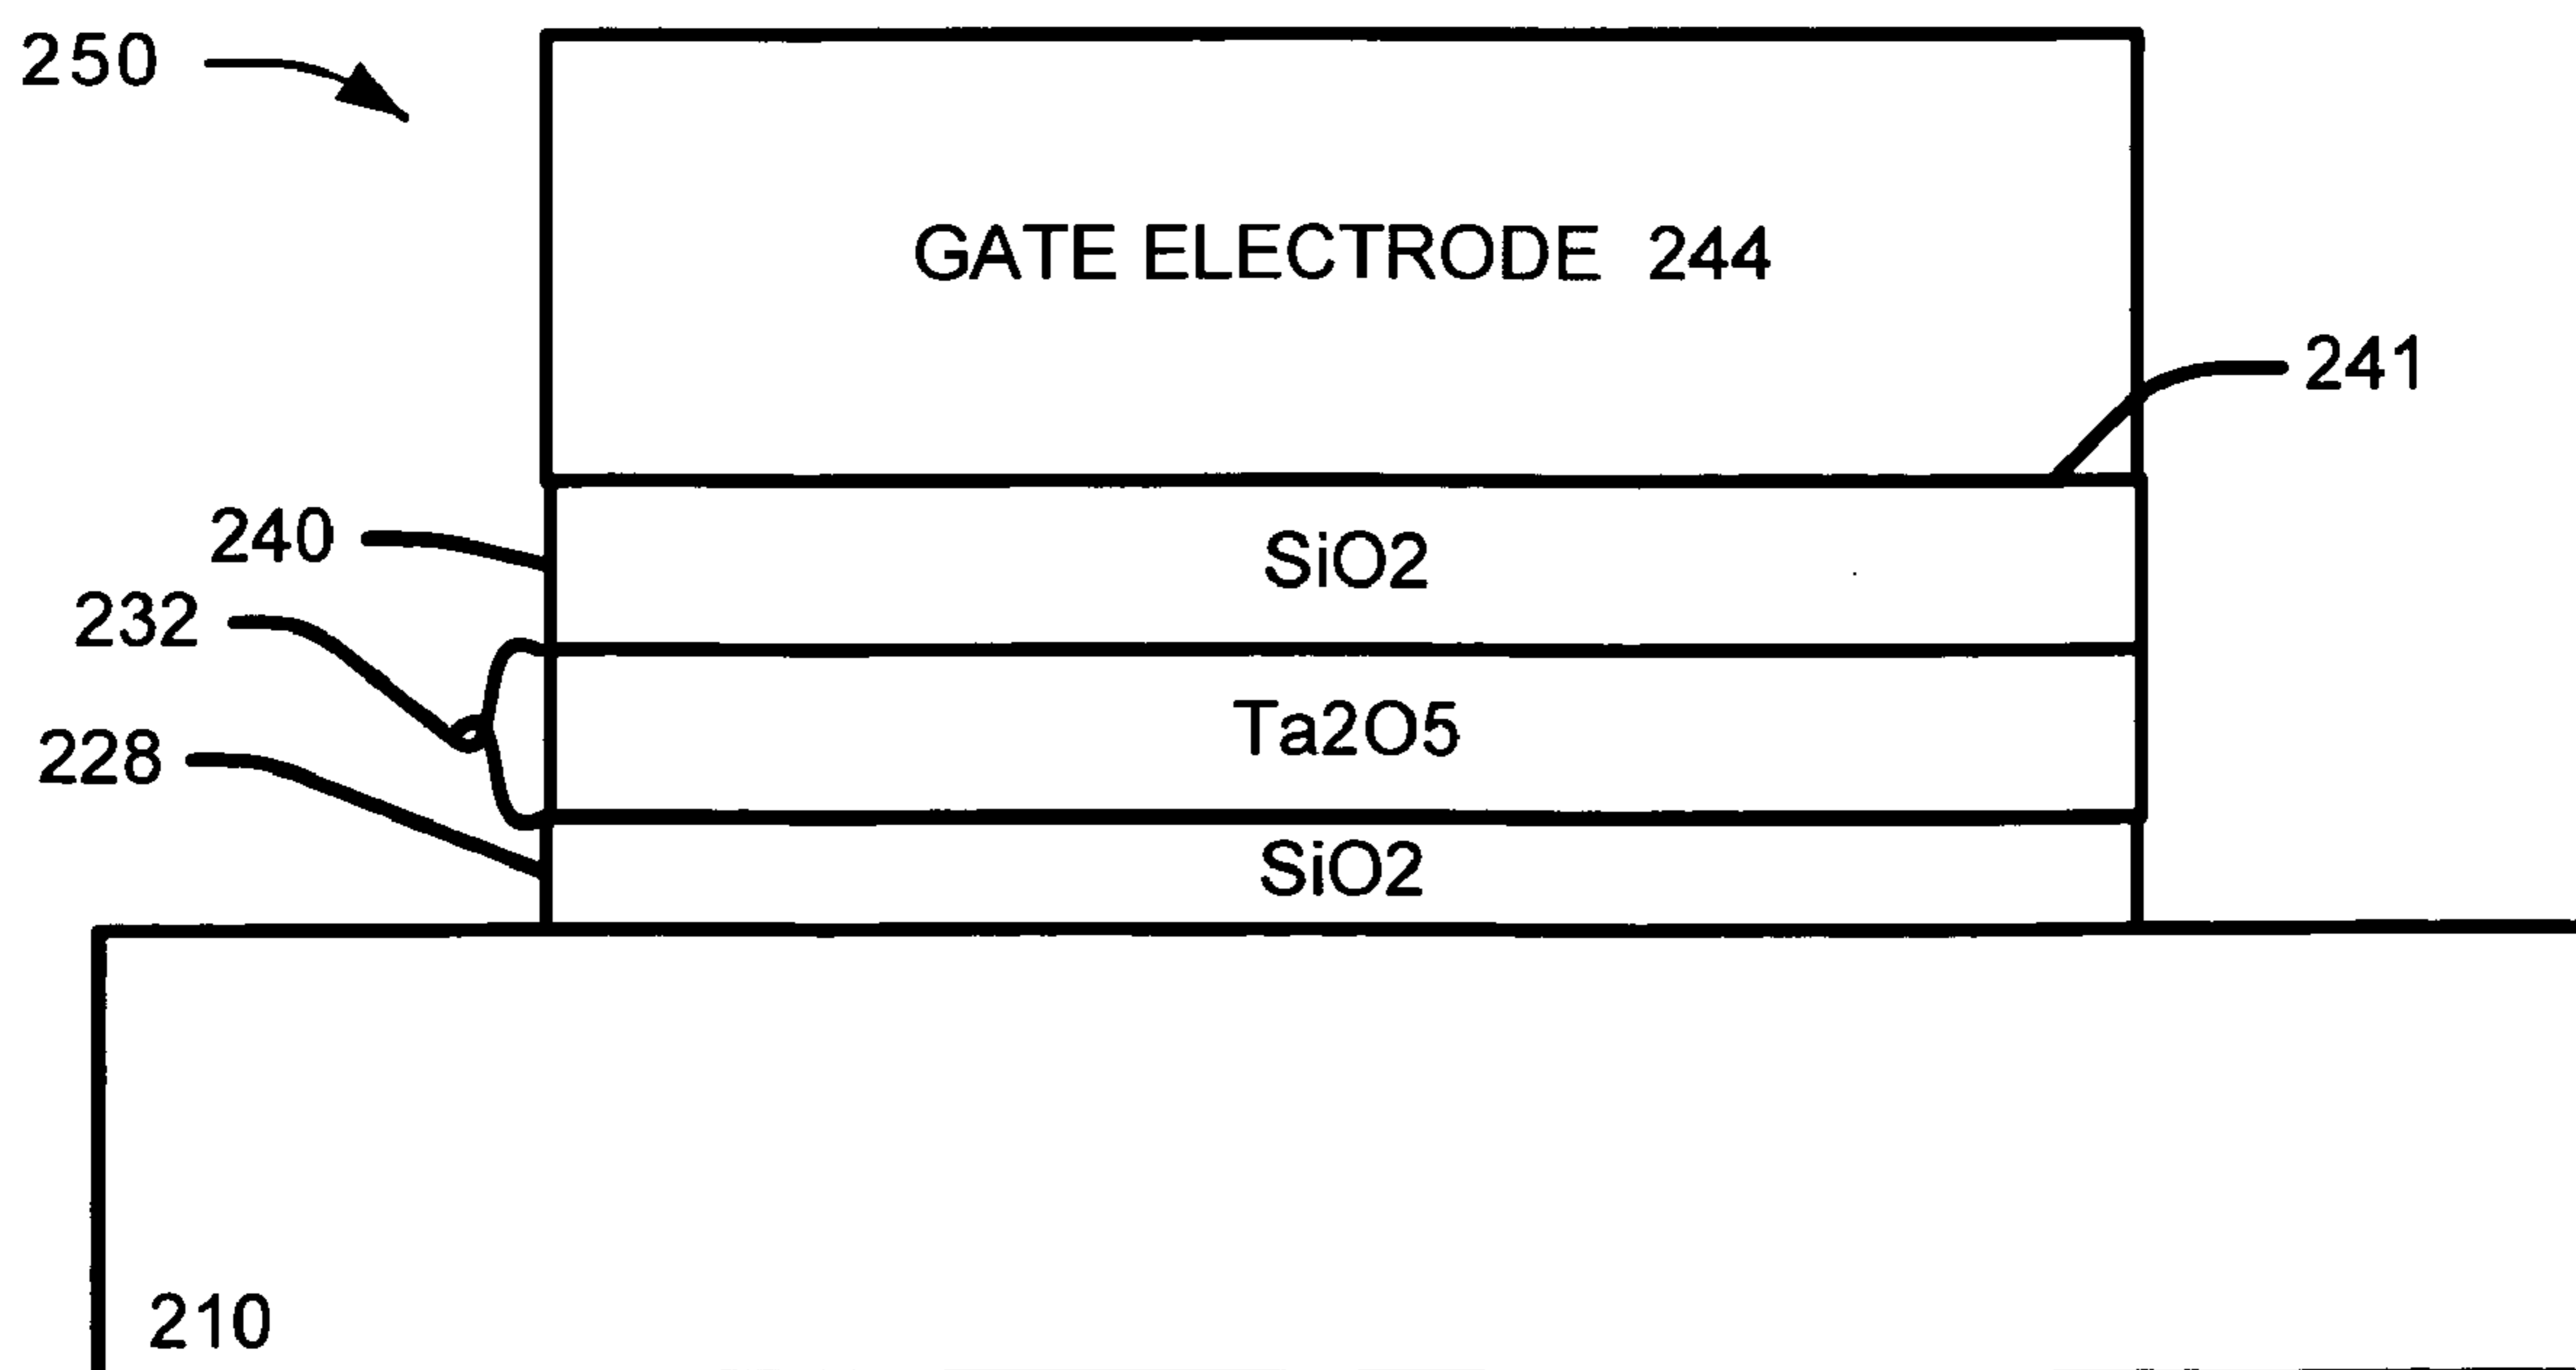 250
GATE ELECTRODE 244
241
240
SiO2
232
Ta2O5
228
SiO2
210